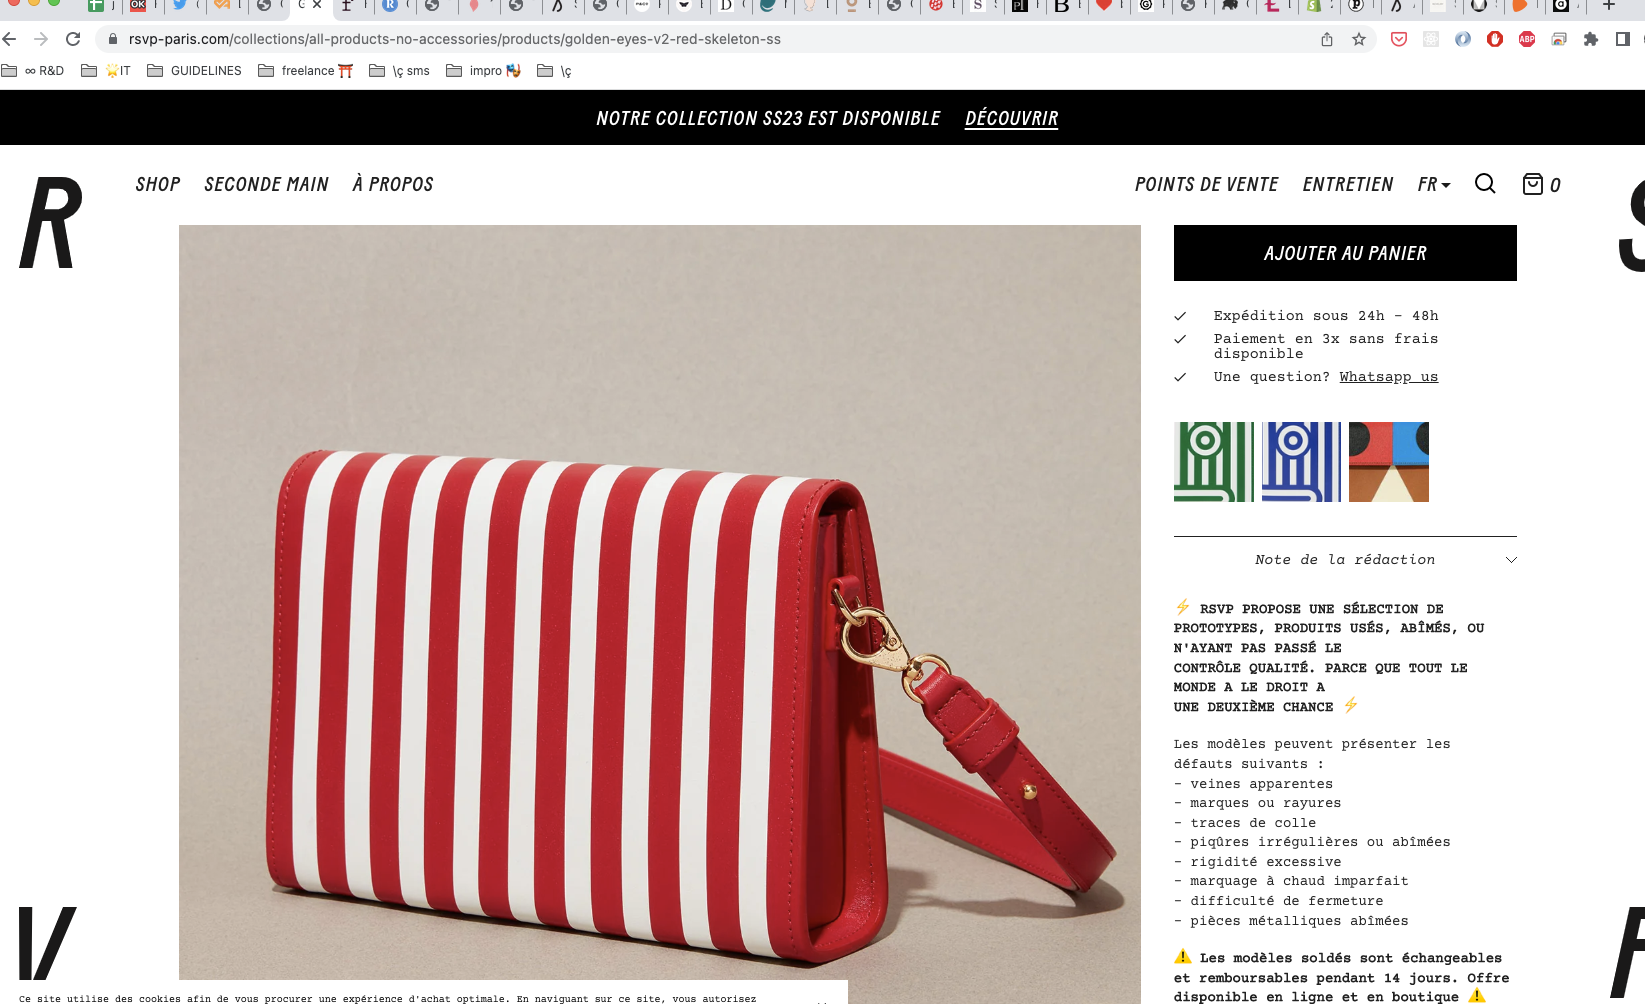 rsvp-paris.com/collections/all-products-no-accessories/products/golden-eyes-v2-red-skeleton-ss
∞ R&D
IT
GUIDELINES
freelance
\ç sms
impro
\ç
NOTRE COLLECTION SS23 EST DISPONIBLE DÉCOUVRIR
R
SHOP SECONDE MAIN À PROPOS
POINTS DE VENTE ENTRETIEN FR 0
S
AJOUTER AU PANIER
Expédition sous 24h - 48h
Paiement en 3x sans frais
disponible
Une question? Whatsapp us
Note de la rédaction
⚡ RSVP PROPOSE UNE SÉLECTION DE
PROTOTYPES, PRODUITS USÉS, ABÎMÉS, OU
N'AYANT PAS PASSÉ LE
CONTRÔLE QUALITÉ. PARCE QUE TOUT LE
MONDE A LE DROIT A
UNE DEUXIÈME CHANCE ⚡
Les modèles peuvent présenter les
défauts suivants :
- veines apparentes
- marques ou rayures
- traces de colle
- piqûres irrégulières ou abîmées
- rigidité excessive
- marquage à chaud imparfait
- difficulté de fermeture
- pièces métalliques abîmées
⚠️ Les modèles soldés sont échangeables
et remboursables pendant 14 jours. Offre
disponible en ligne et en boutique ⚠️
V
Ce site utilise des cookies afin de vous procurer une expérience d'achat optimale. En naviguant sur ce site, vous autorisez